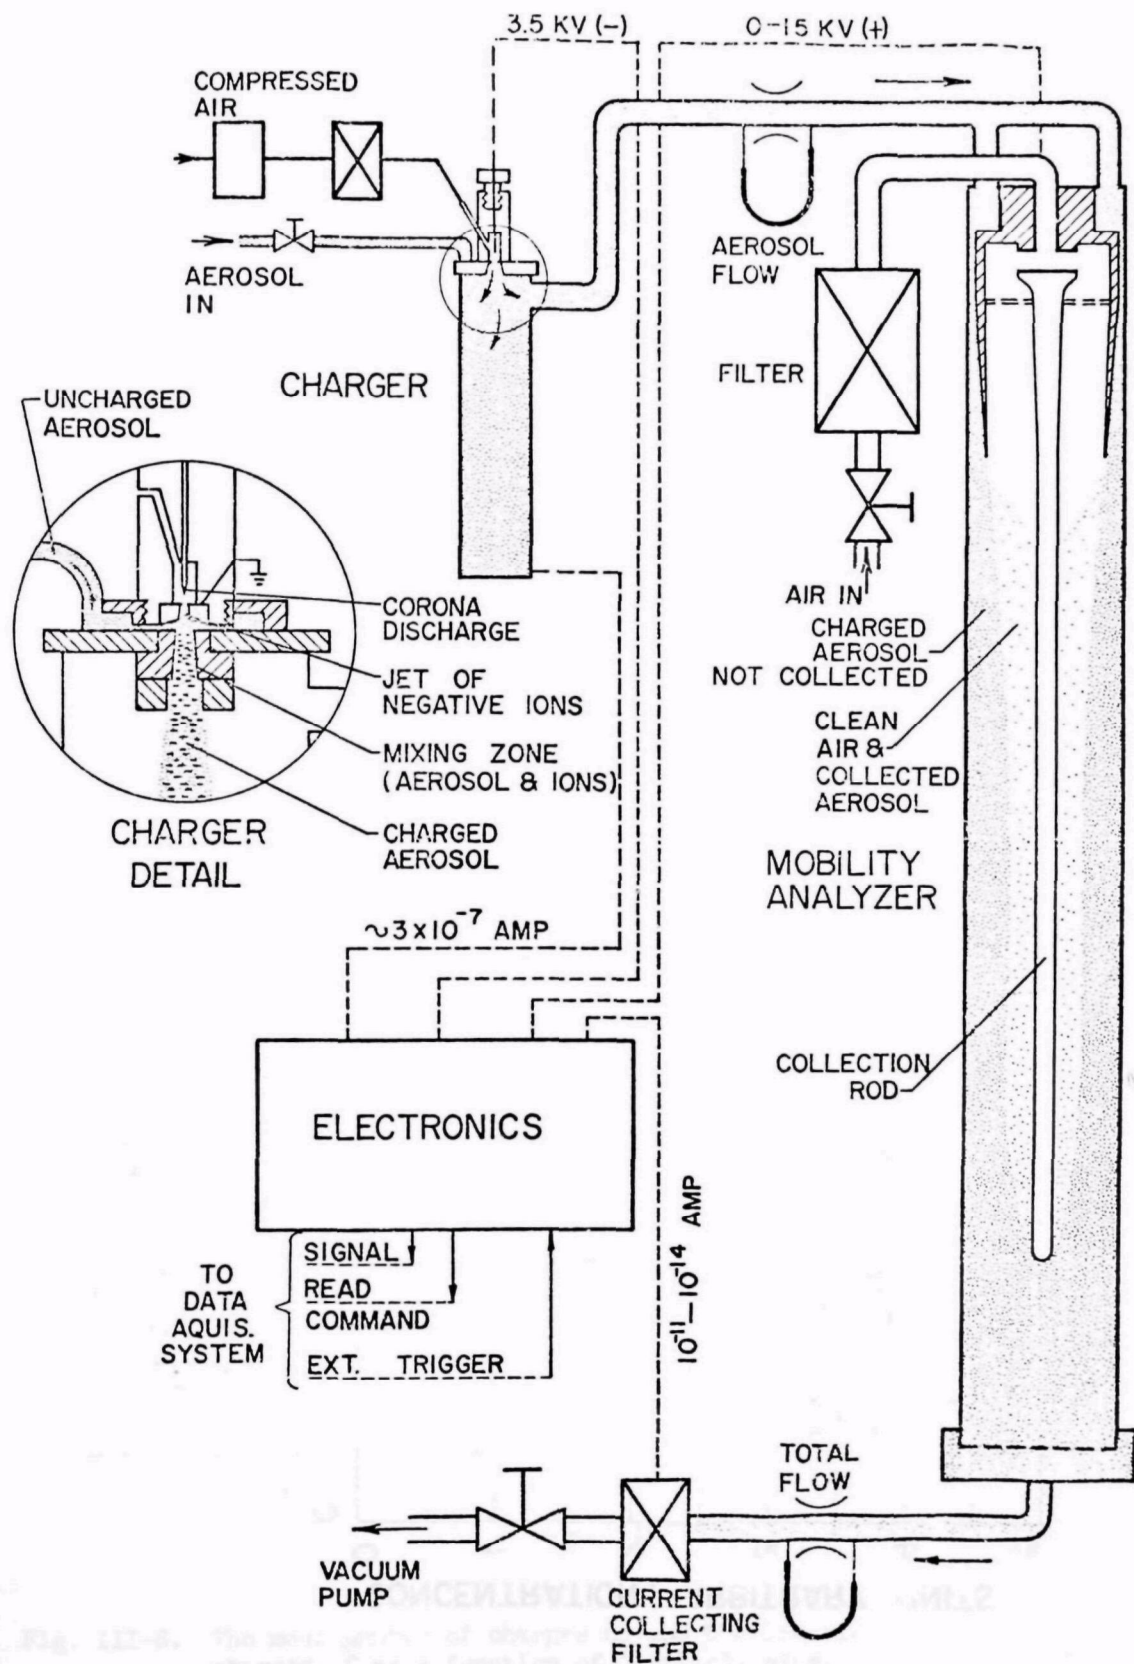 3.5 KV (-)
0-15 KV (+)
COMPRESSED
AIR
AEROSOL
IN
AEROSOL
FLOW
CHARGER
FILTER
UNCHARGED
AEROSOL
AIR IN
CORONA
DISCHARGE
CHARGED
AEROSOL
NOT COLLECTED
JET OF
NEGATIVE IONS
CLEAN
AIR &
COLLECTED
AEROSOL
MIXING ZONE
(AEROSOL & IONS)
CHARGED
AEROSOL
CHARGER
DETAIL
MOBILITY
ANALYZER
~3x10⁻⁷ AMP
COLLECTION
ROD
ELECTRONICS
10⁻¹¹—10⁻¹⁴ AMP
TO
DATA
AQUIS.
SYSTEM
SIGNAL
READ
COMMAND
EXT. TRIGGER
TOTAL
FLOW
VACUUM
PUMP
CURRENT
COLLECTING
FILTER